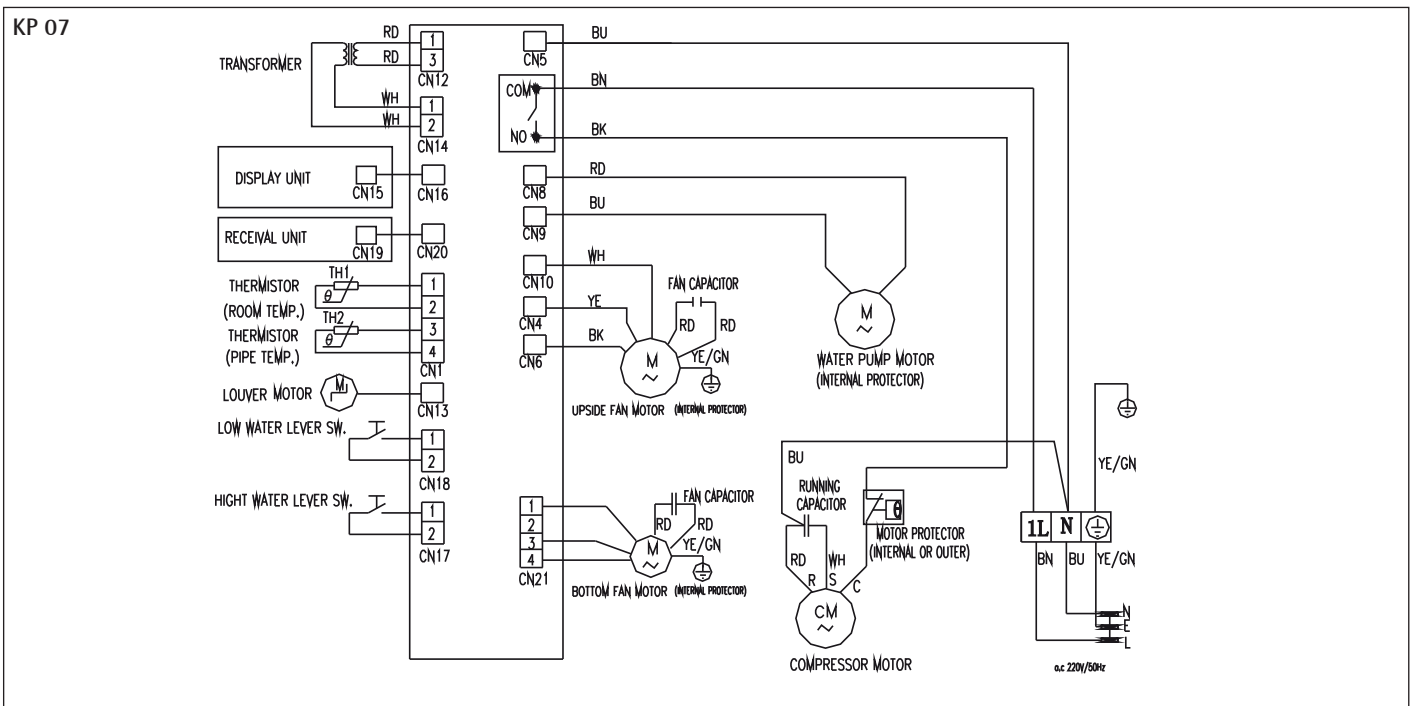 KP 07
TRANSFORMER
RD
RD
WH
WH
1
3
CN12
1
2
CN14
DISPLAY UNIT
CN15
CN16
RECEIVAL UNIT
CN19
CN20
THERMISTOR
(ROOM TEMP.)
TH1
θ
THERMISTOR
(PIPE TEMP.)
TH2
θ
1
2
3
4
CN1
LOUVER MOTOR
M
CN13
LOW WATER LEVER SW.
1
2
CN18
HIGHT WATER LEVER SW.
1
2
CN17
CN5
BU
COM
BN
NO
BK
CN8
RD
CN9
BU
CN10
WH
CN4
YE
CN6
BK
FAN CAPACITOR
RD
RD
M
YE/GN
UPSIDE FAN MOTOR (INTERNAL PROTECTOR)
M
WATER PUMP MOTOR
(INTERNAL PROTECTOR)
1
2
3
4
CN21
FAN CAPACITOR
RD
RD
M
YE/GN
BOTTOM FAN MOTOR (INTERNAL PROTECTOR)
BU
RUNNING
CAPACITOR
RD
WH
R S C
CM
COMPRESSOR MOTOR
θ
MOTOR PROTECTOR
(INTERNAL OR OUTER)
YE/GN
1L N
BN BU YE/GN
N
E
L
a.c 220V/50Hz